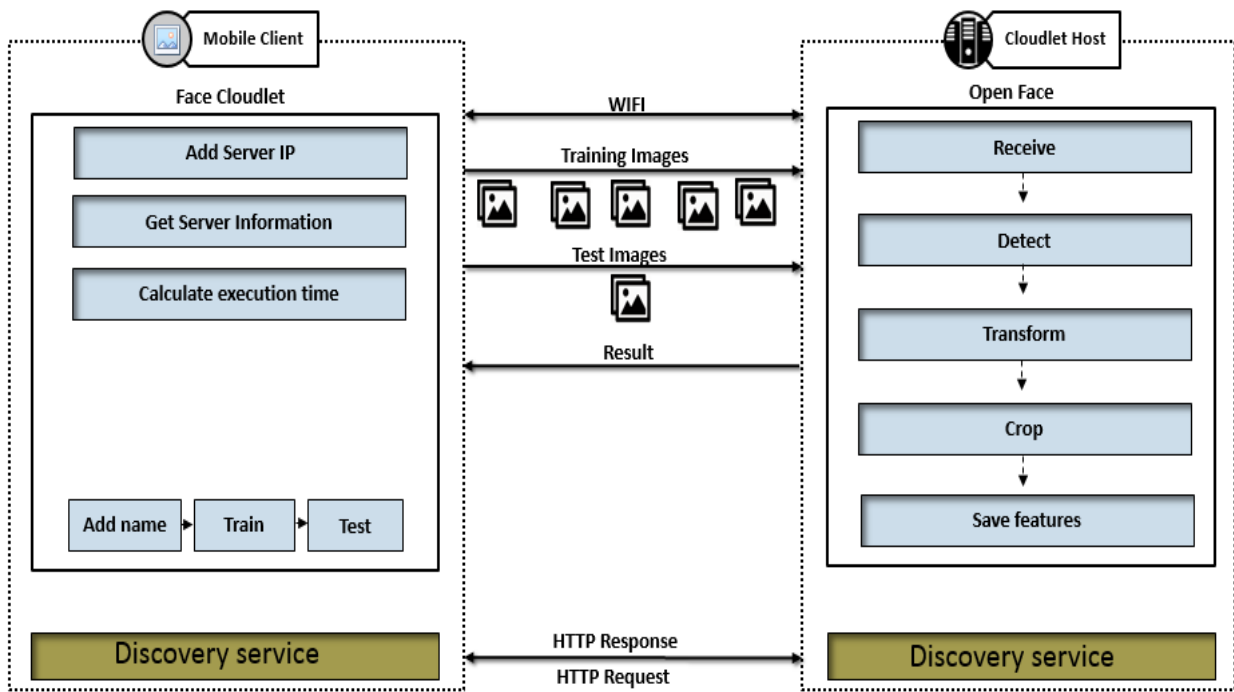 Mobile Client
Face Cloudlet
Add Server IP
Get Server Information
Calculate execution time
Add name
Train
Test
Discovery service
WIFI
Training Images
Test Images
Result
HTTP Response
HTTP Request
Cloudlet Host
Open Face
Receive
Detect
Transform
Crop
Save features
Discovery service